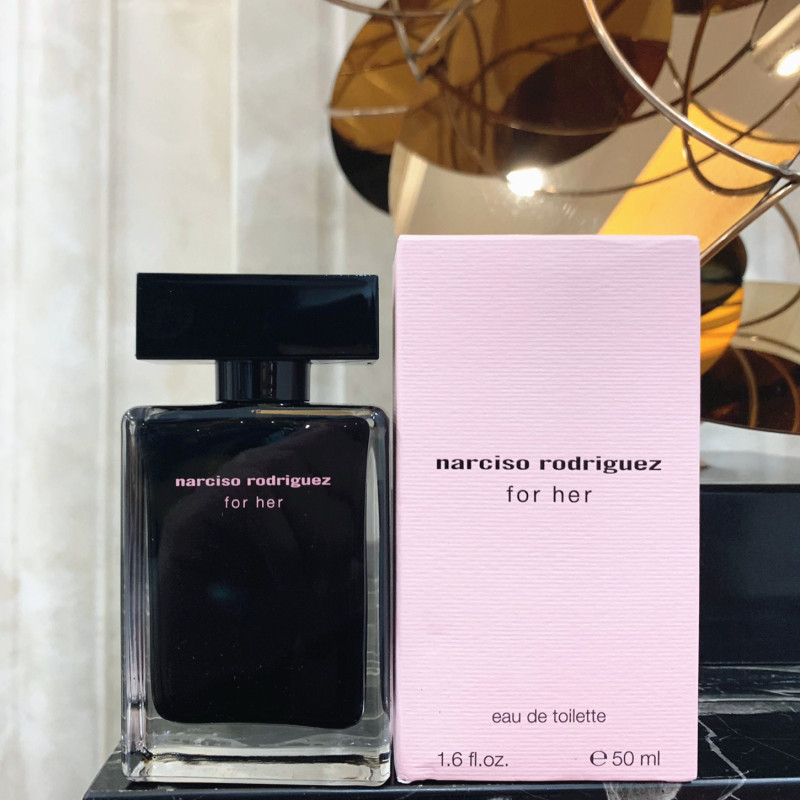 narciso rodriguez
for her
narciso rodriguez
for her
eau de toilette
1.6 fl.oz. ℮ 50 ml